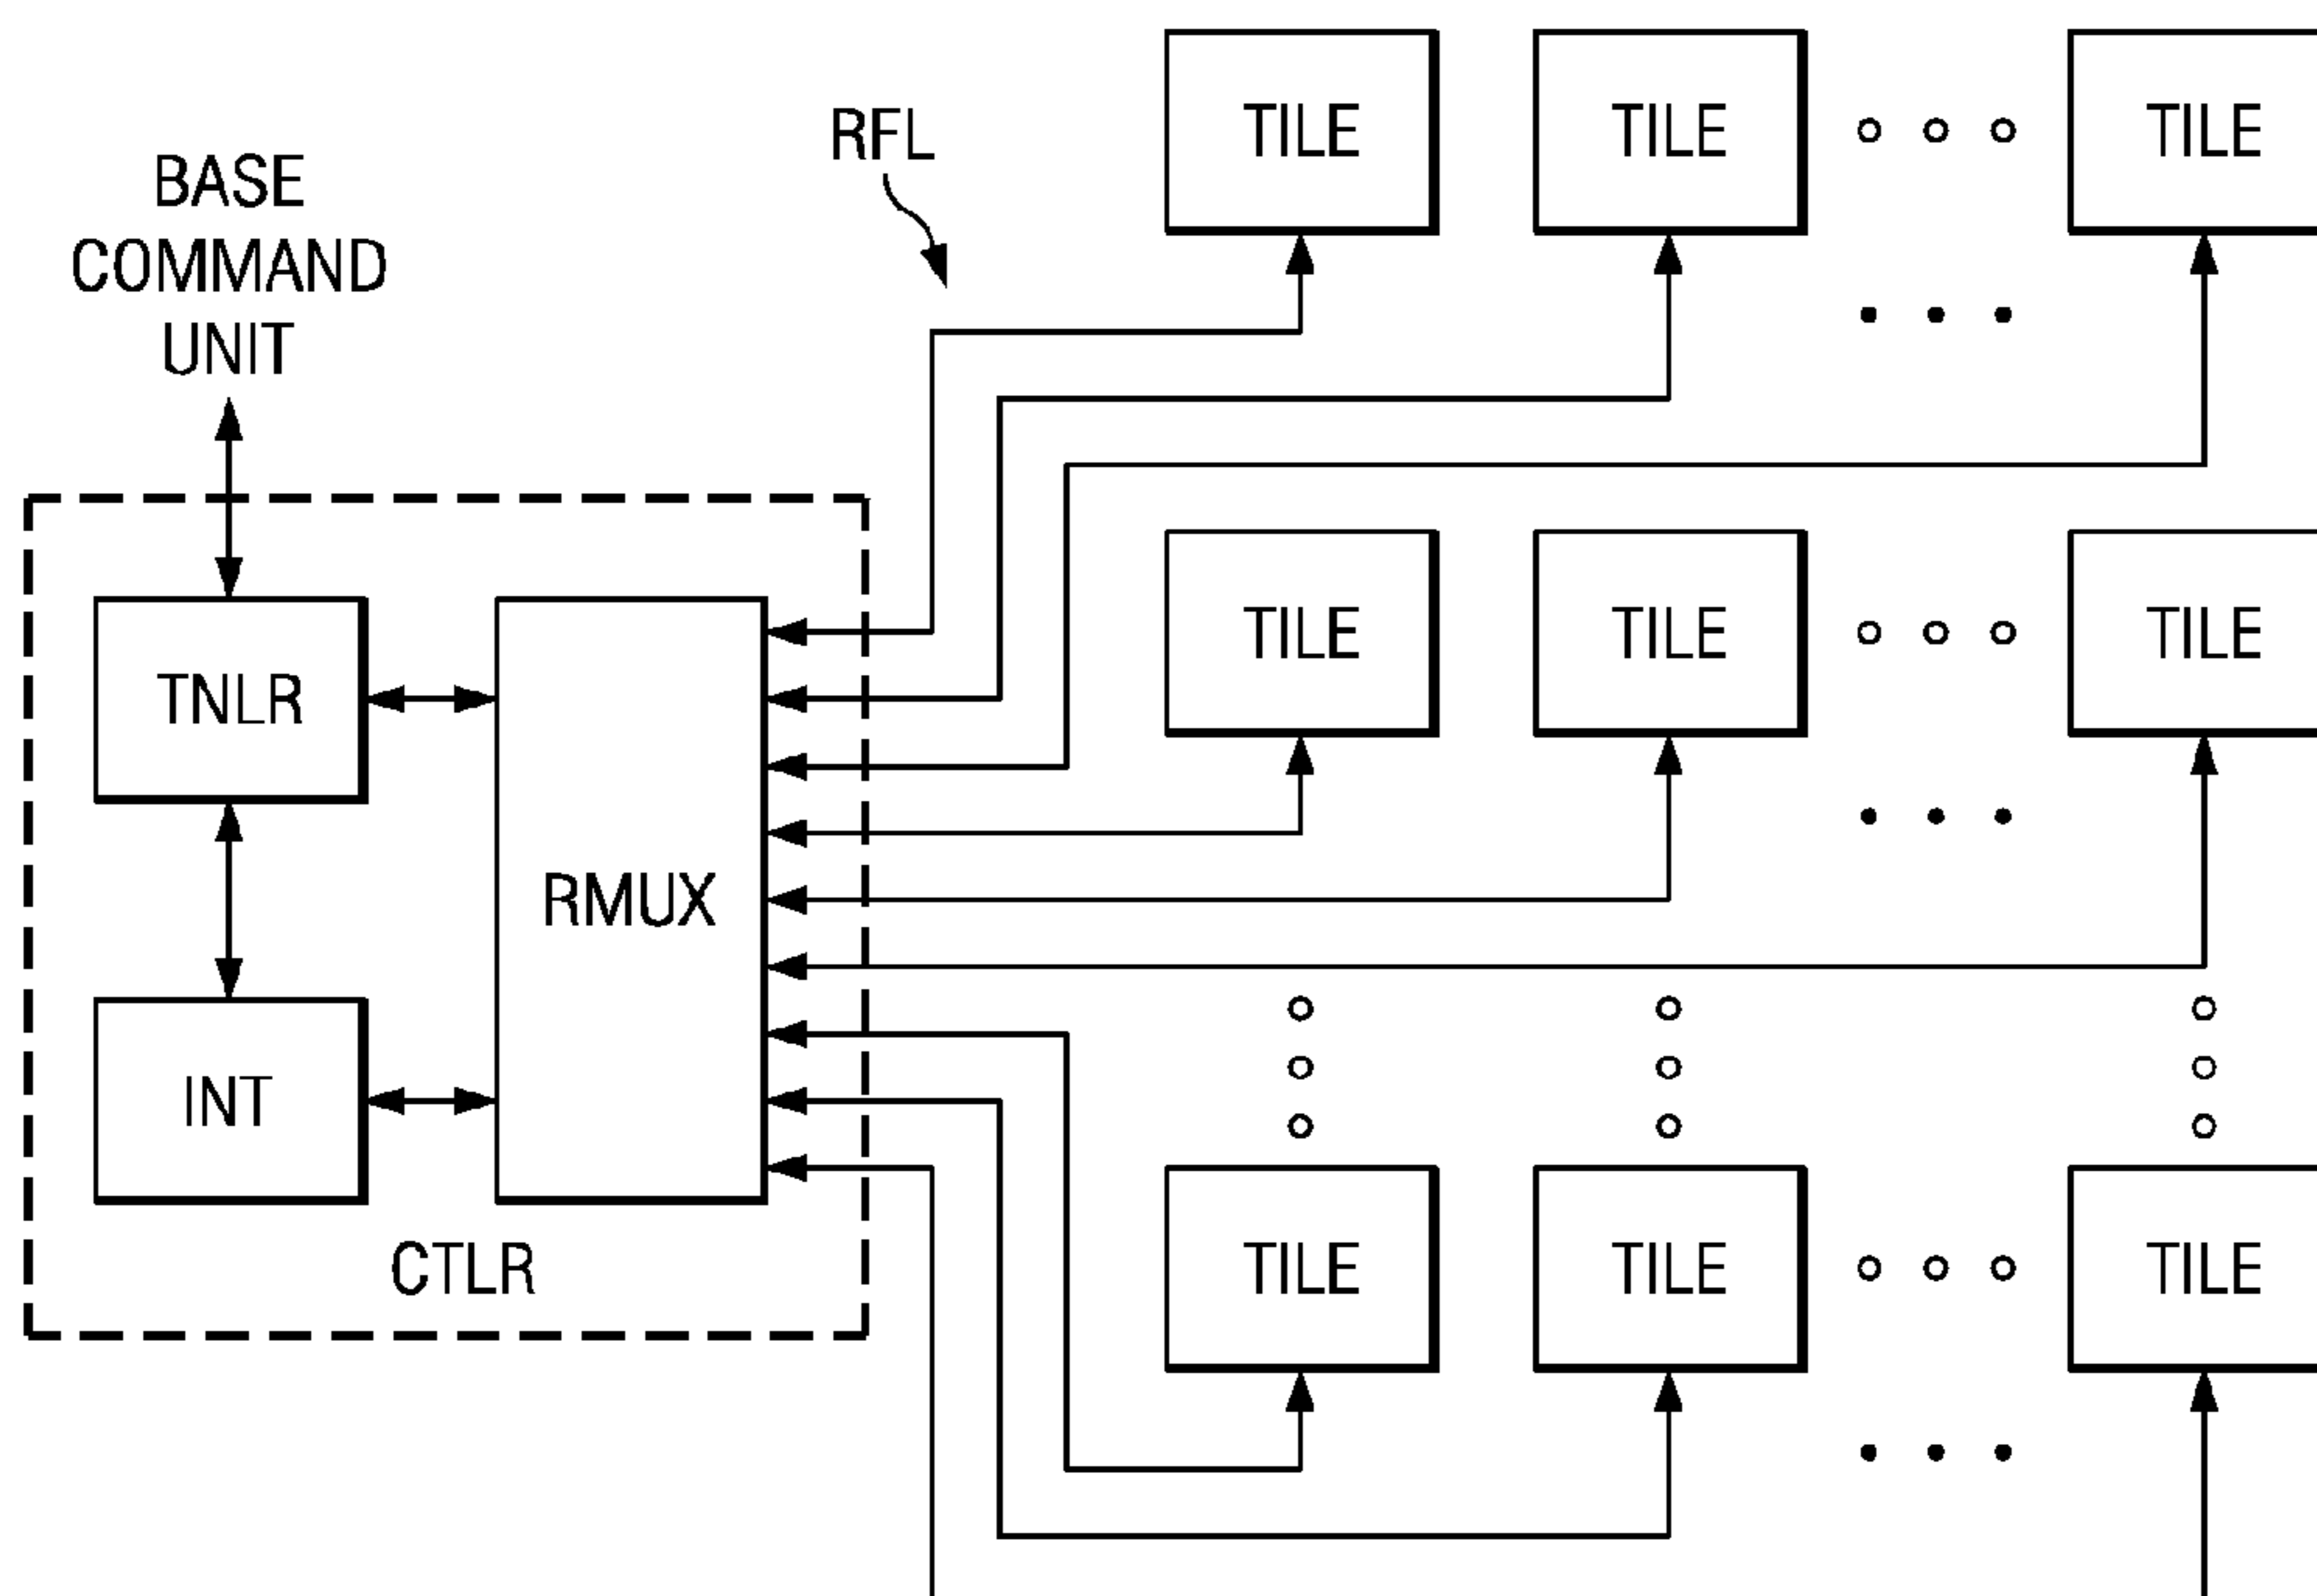 TILE
TILE
TILE
RFL
BASE
COMMAND
UNIT
TILE
TILE
TILE
TNLR
RMUX
INT
CTLR
TILE
TILE
TILE